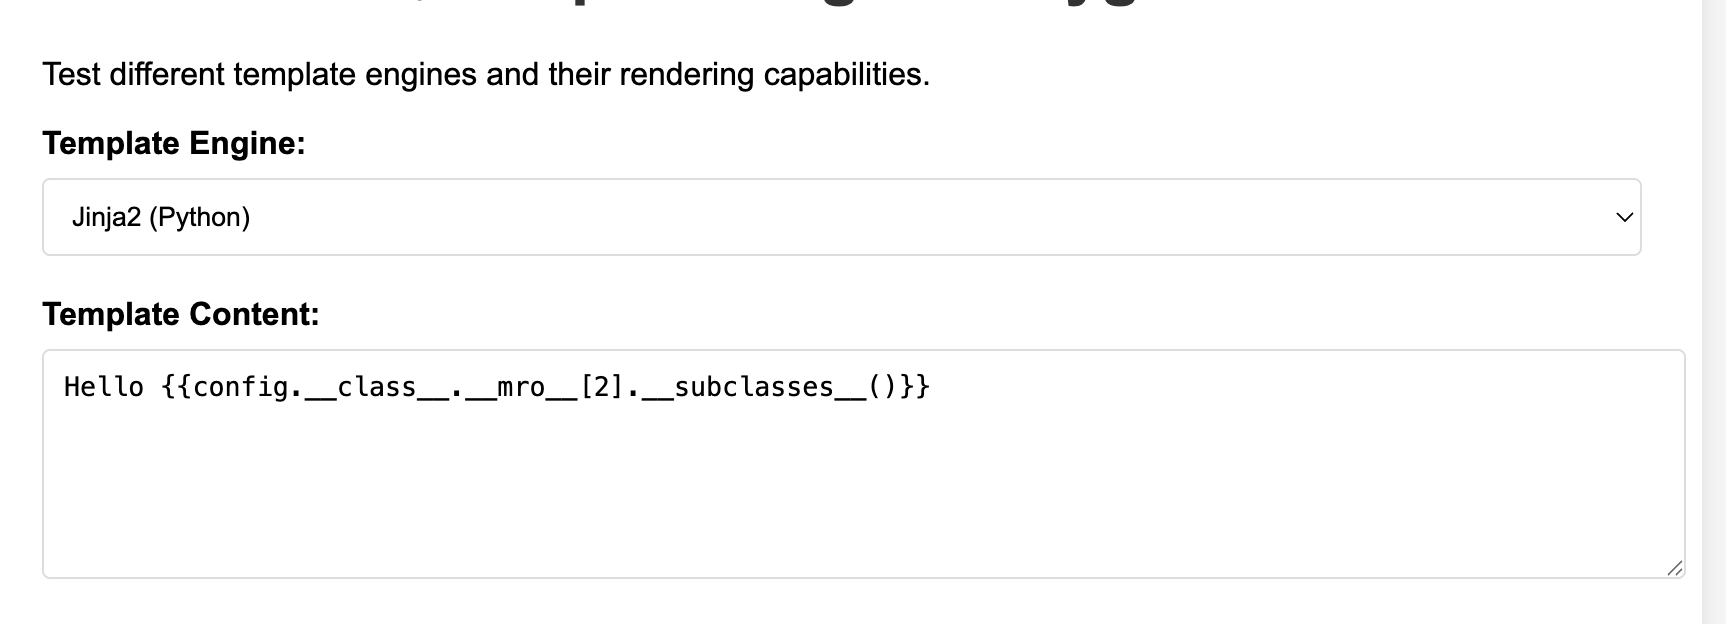 Test different template engines and their rendering capabilities.
Template Engine:
Jinja2 (Python)
Template Content:
Hello {{config.__class__.__mro__[2].__subclasses__()}}